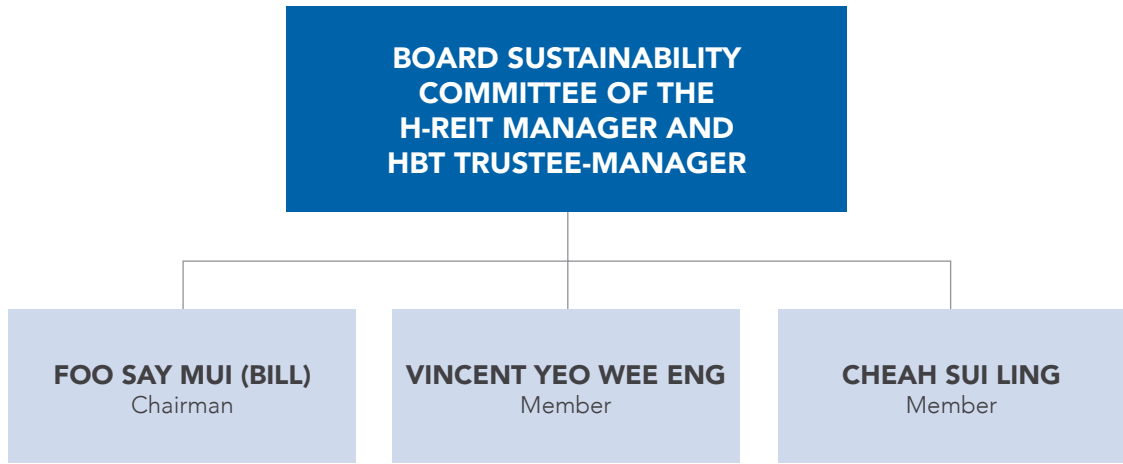 BOARD SUSTAINABILITY
COMMITTEE OF THE
H-REIT MANAGER AND
HBT TRUSTEE-MANAGER
FOO SAY MUI (BILL)
Chairman
VINCENT YEO WEE ENG
Member
CHEAH SUI LING
Member